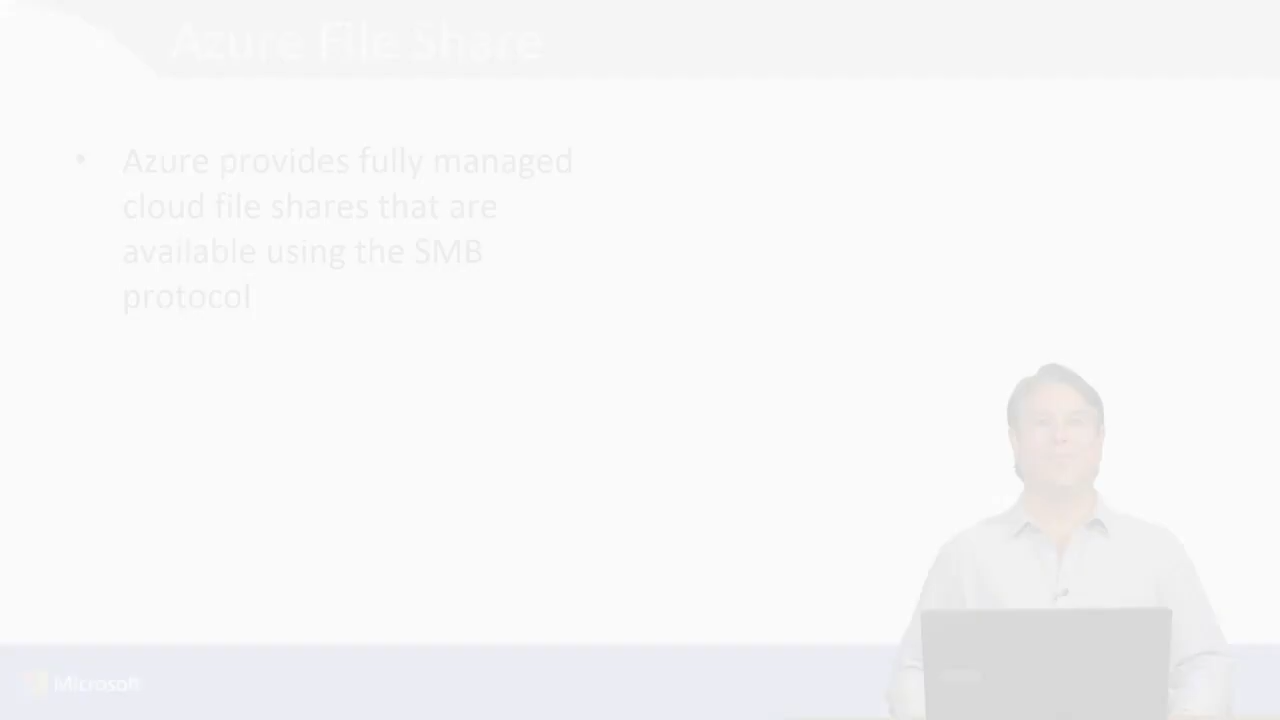 Azure File Share
• Azure provides fully managed
cloud file shares that are
available using the SMB
protocol
Microsoft